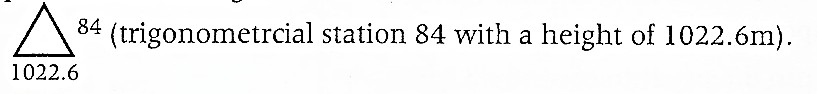 84 (trigonometrcial station 84 with a height of 1022.6m).
1022.6